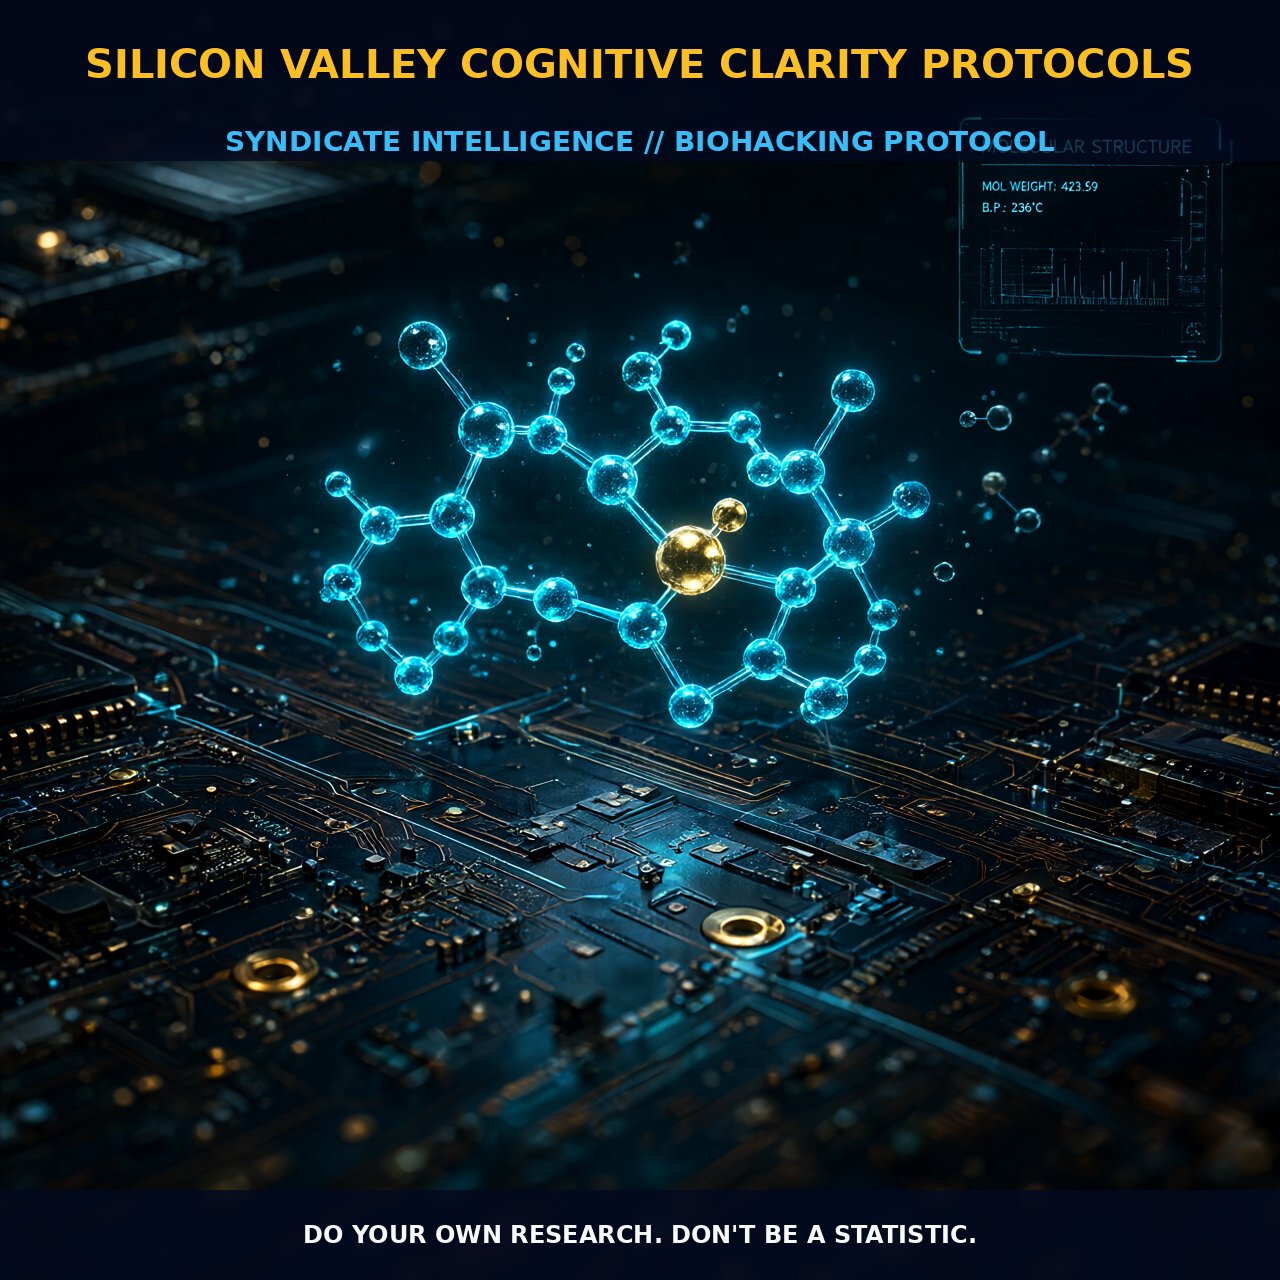 SILICON VALLEY COGNITIVE CLARITY PROTOCOLS
SYNDICATE INTELLIGENCE // BIOHACKING PROTOCOL
STRUCTURE
MOL WEIGHT: 423.59
B.P.: 236°C
DO YOUR OWN RESEARCH. DON'T BE A STATISTIC.